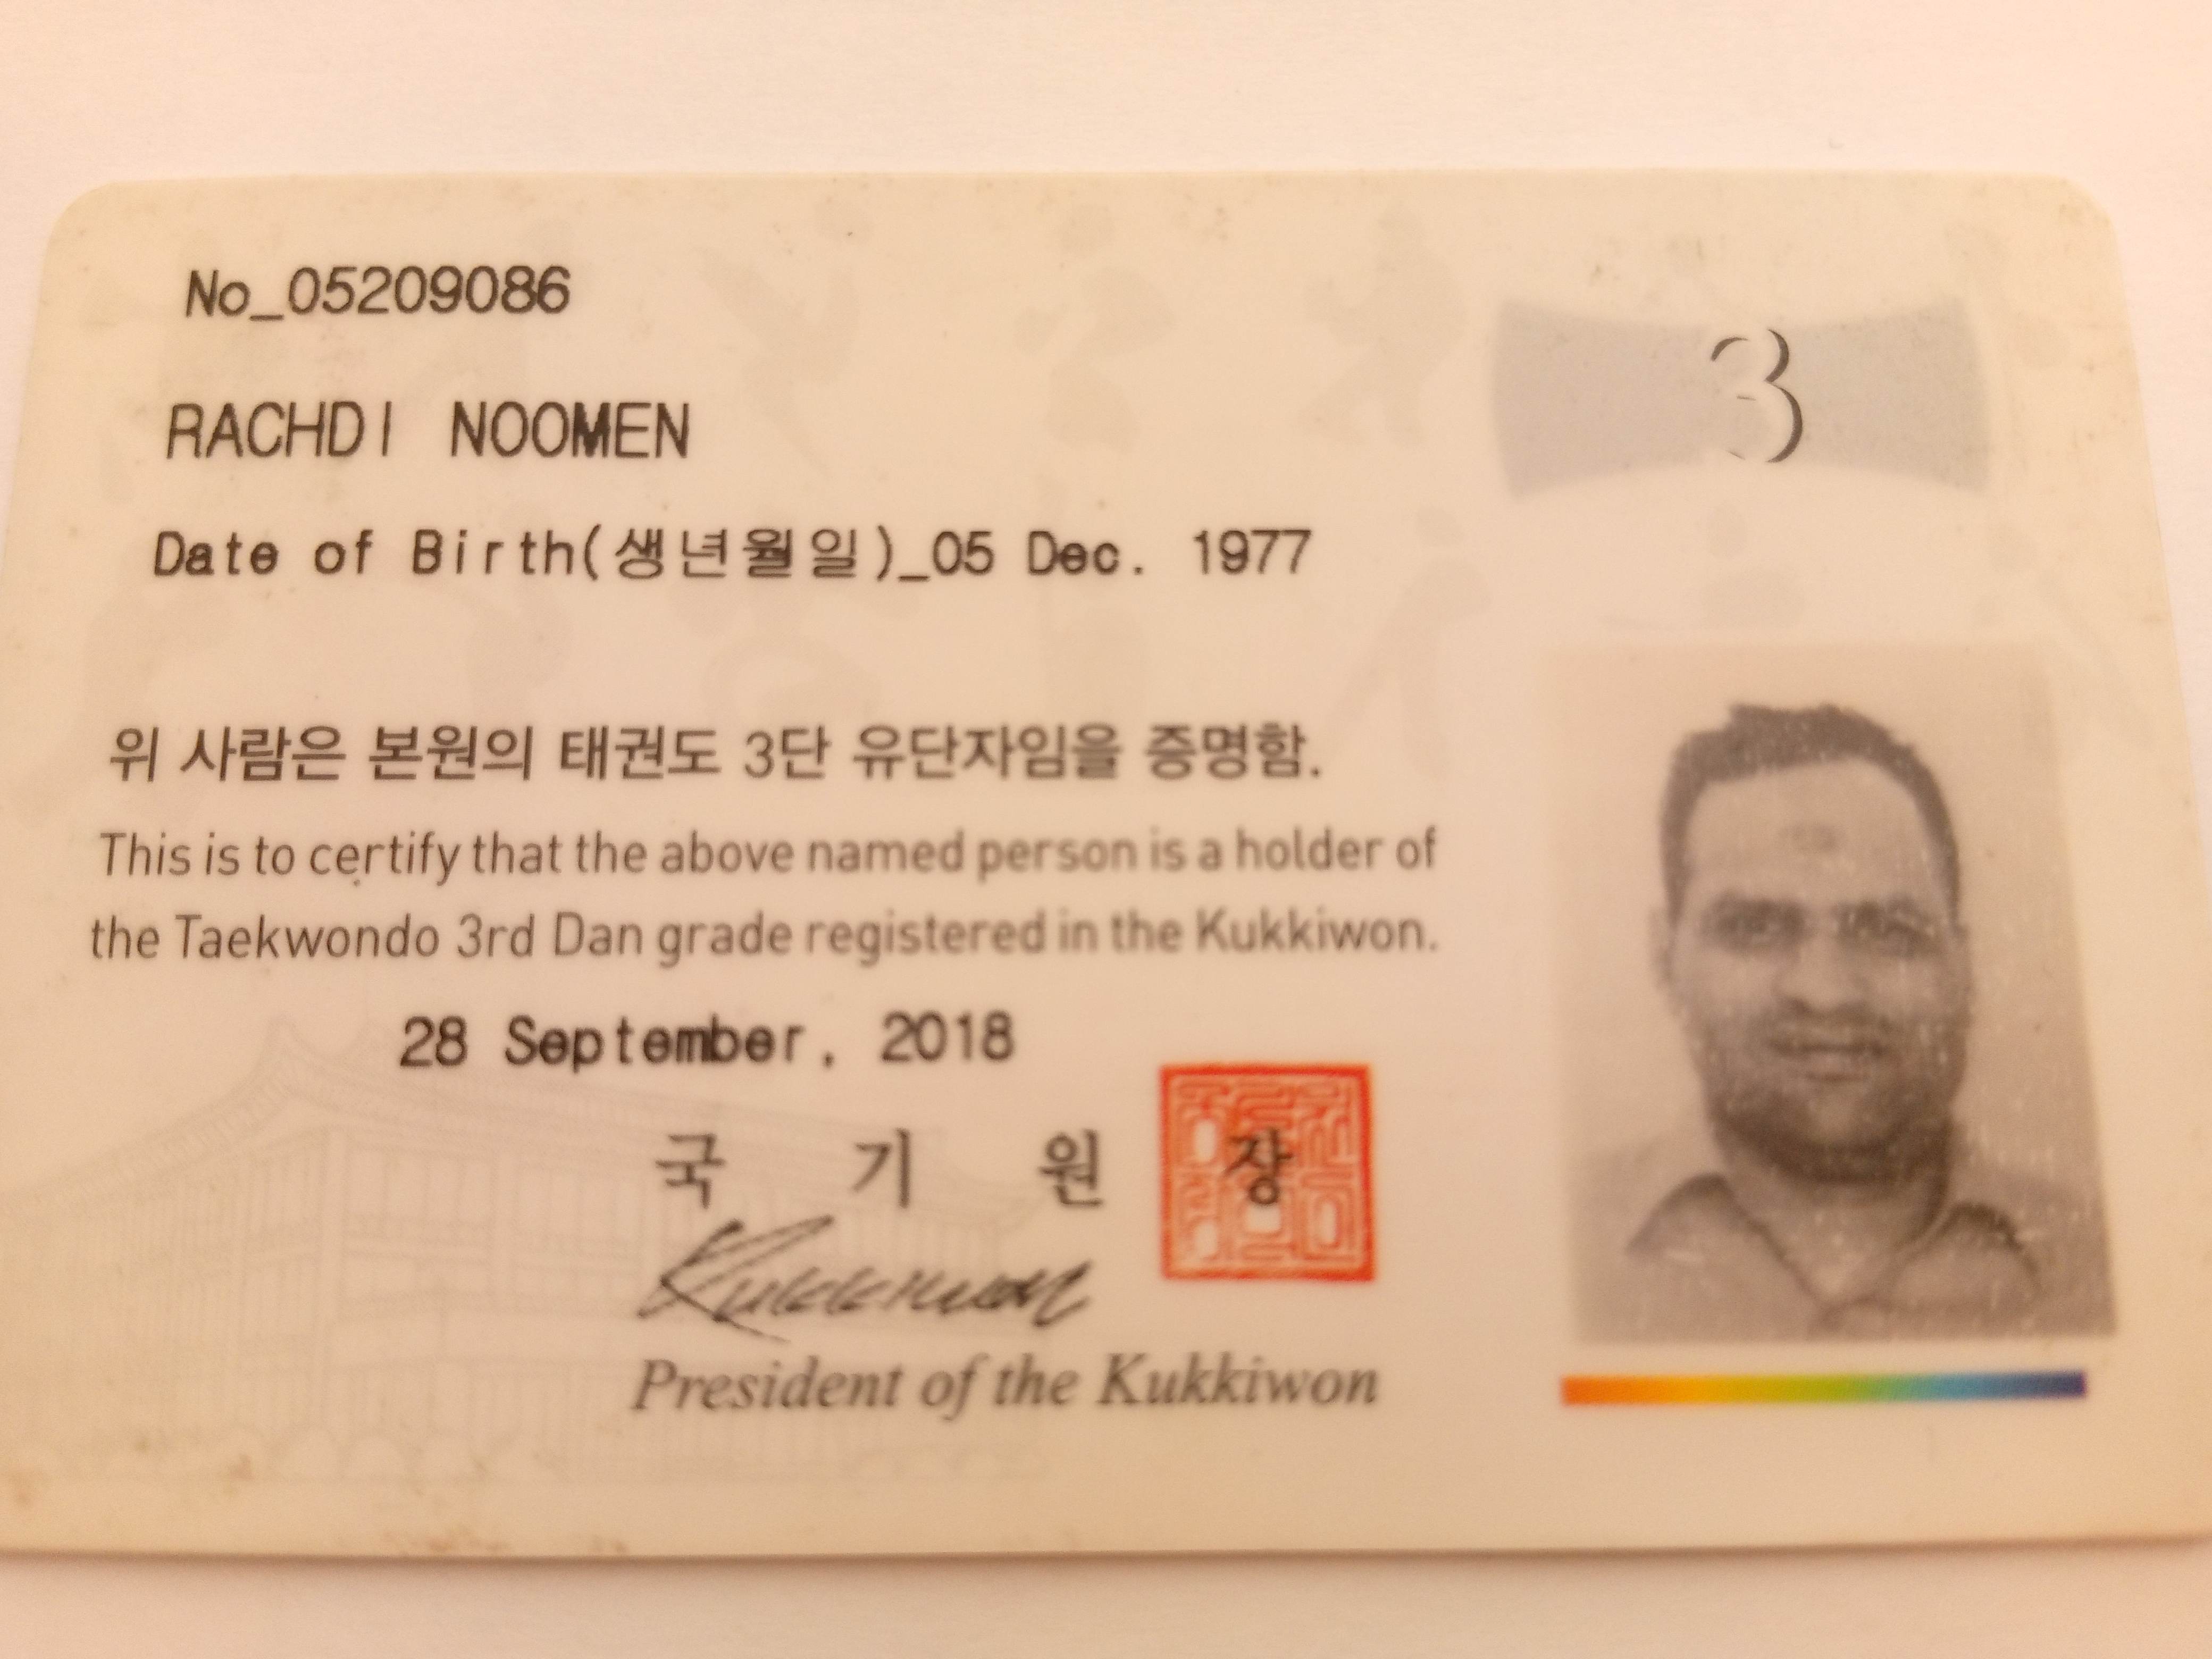 No_05209086
3
RACHDI NOOMEN
Date of Birth(생년월일)_05 Dec. 1977
위 사람은 본원의 태권도 3단 유단자임을 증명함.
This is to certify that the above named person is a holder of
the Taekwondo 3rd Dan grade registered in the Kukkiwon.
28 September, 2018
국 기 원 장
Kukkiwon
President of the Kukkiwon